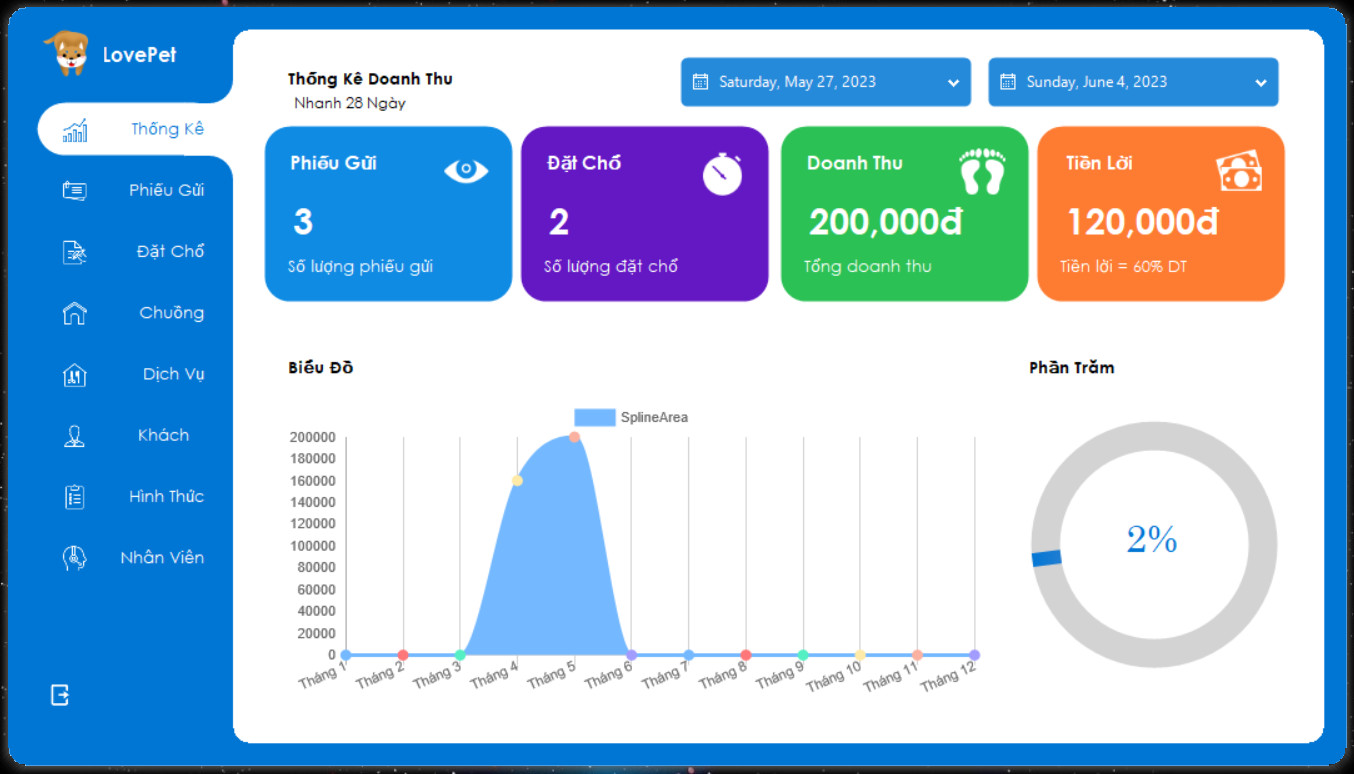 LovePet
Thống Kê
Phiếu Gửi
Đặt Chổ
Chuồng
Dịch Vụ
Khách
Hình Thức
Nhân Viên
Thống Kê Doanh Thu
Nhanh 28 Ngày
Saturday, May 27, 2023
Sunday, June 4, 2023
Phiếu Gửi
3
Số lượng phiếu gửi
Đặt Chổ
2
Số lượng đặt chổ
Doanh Thu
200,000đ
Tổng doanh thu
Tiền Lời
120,000đ
Tiền lời = 60% DT
Biểu Đồ
SplineArea
200000
180000
160000
140000
120000
100000
80000
60000
40000
20000
0
Tháng 1
Tháng 2
Tháng 3
Tháng 4
Tháng 5
Tháng 6
Tháng 7
Tháng 8
Tháng 9
Tháng 10
Tháng 11
Tháng 12
Phần Trăm
2%